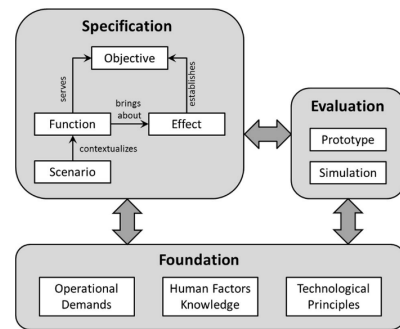 Specification
Objective
serves
establishes
brings
about
Function
Effect
contextualizes
Scenario
Evaluation
Prototype
Simulation
Foundation
Operational
Demands
Human Factors
Knowledge
Technological
Principles